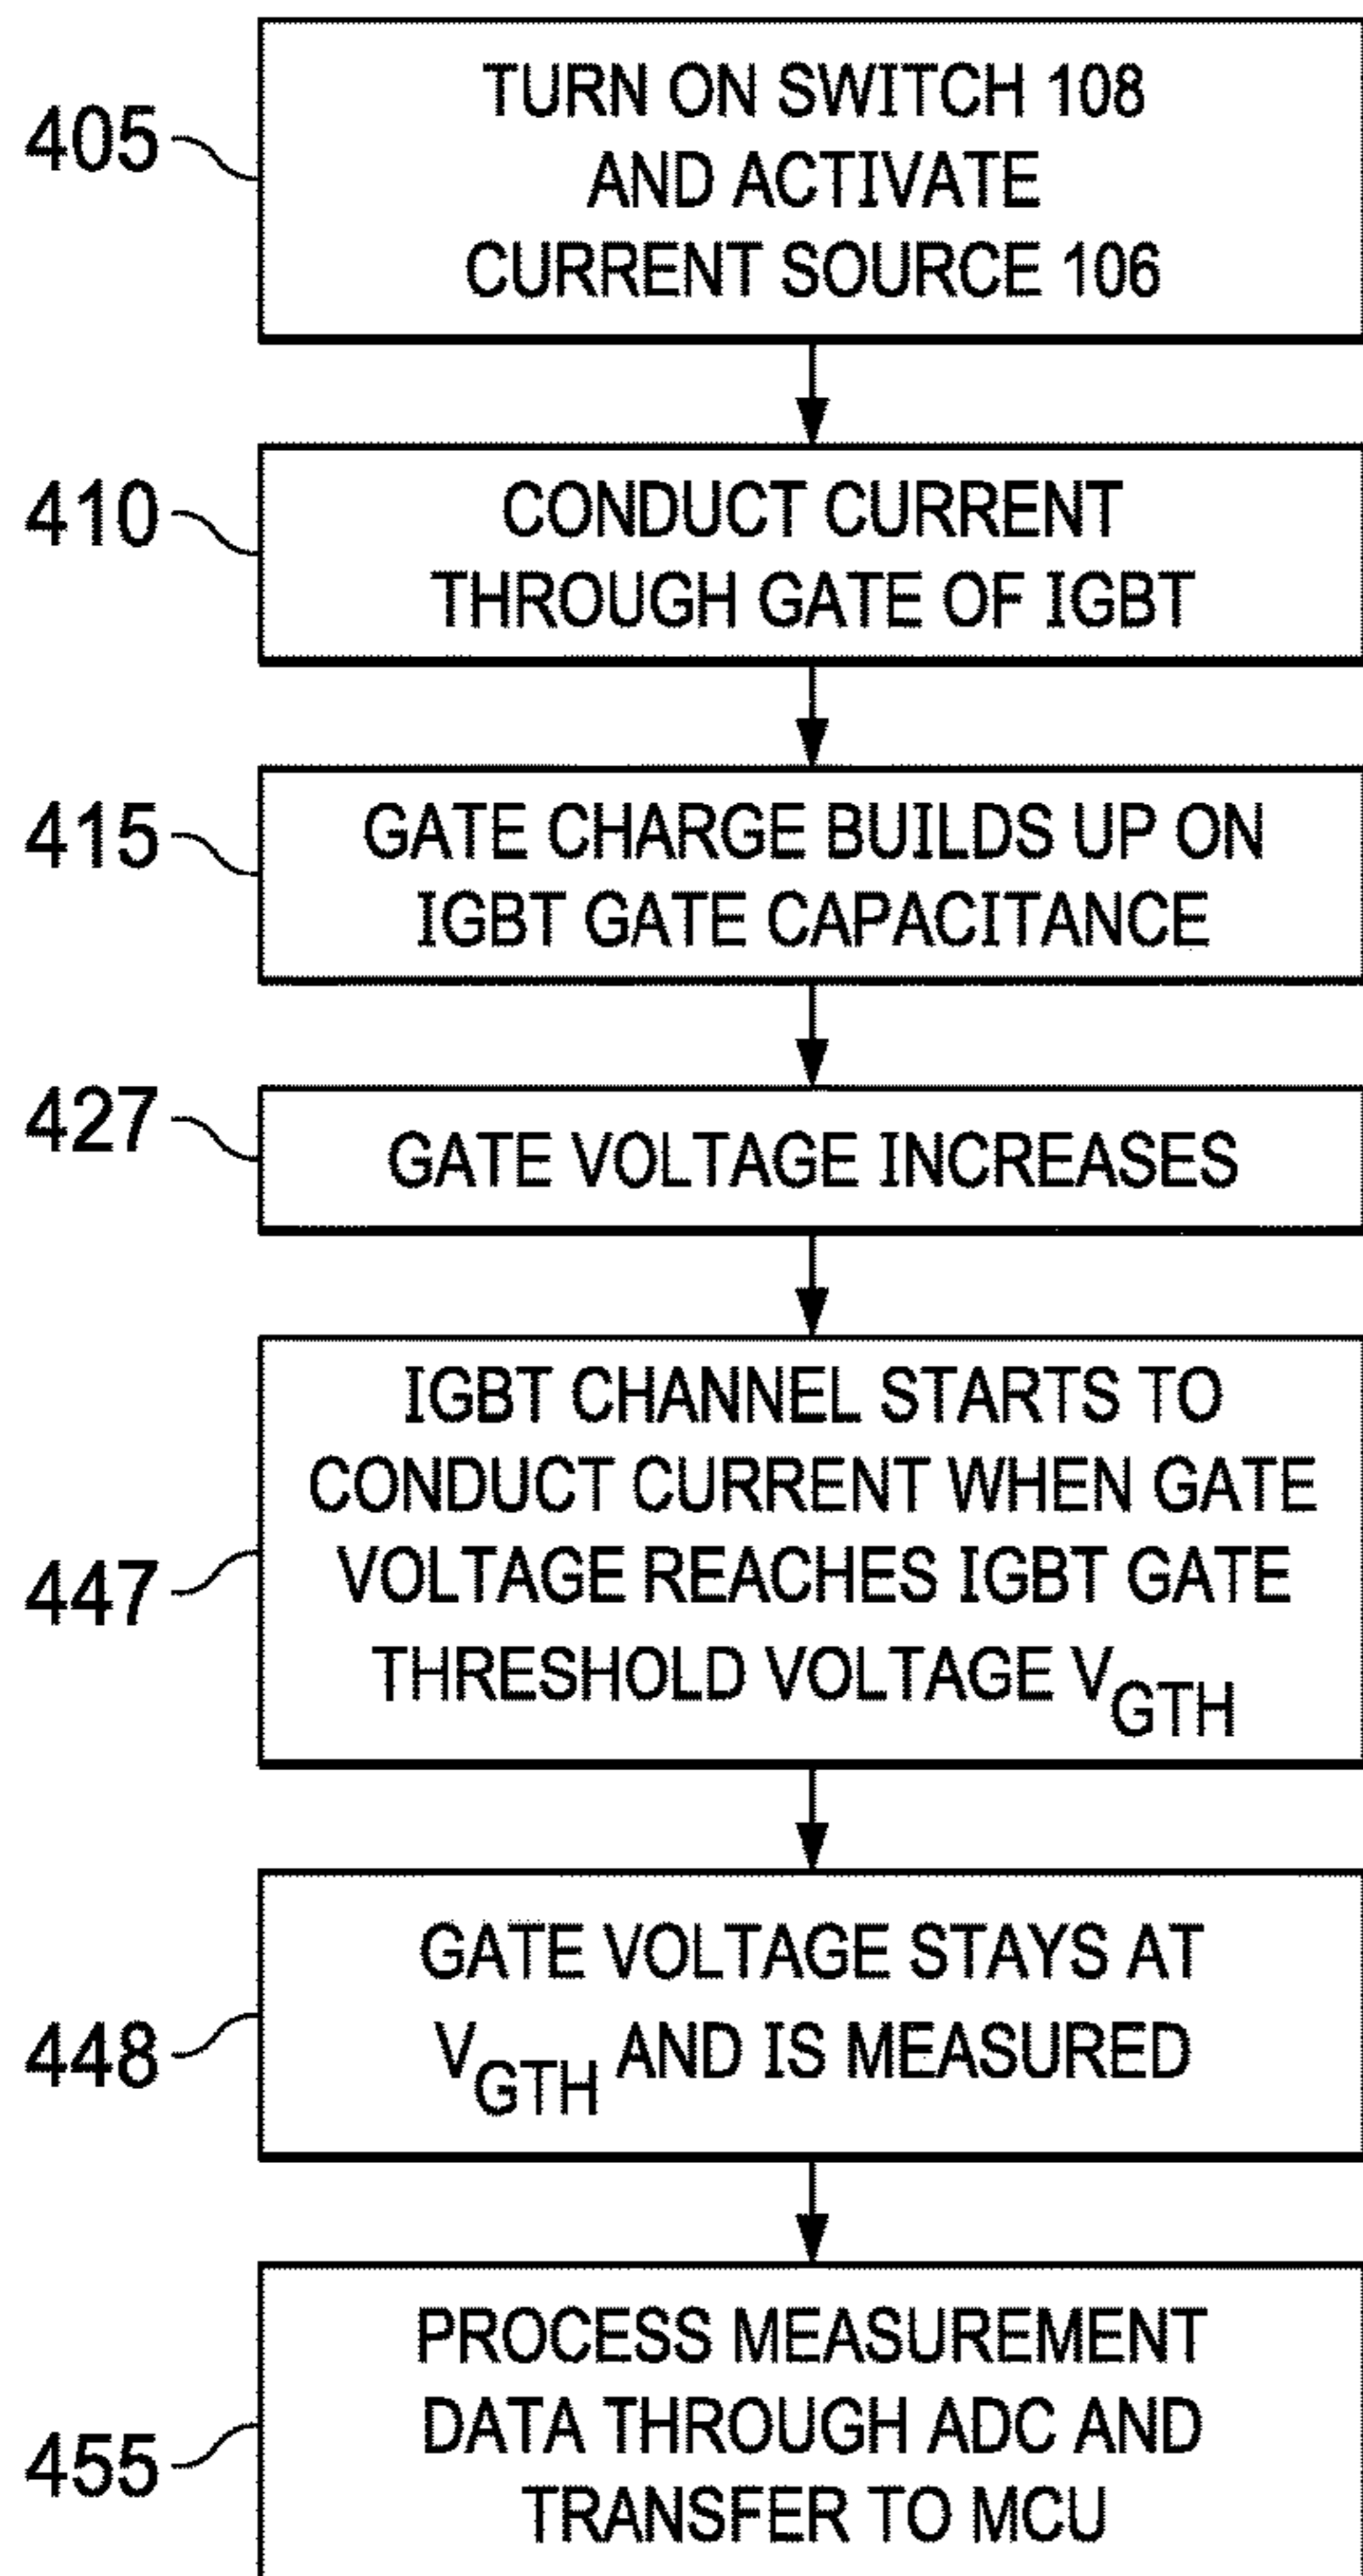 405
TURN ON SWITCH 108
AND ACTIVATE
CURRENT SOURCE 106
410
CONDUCT CURRENT
THROUGH GATE OF IGBT
415
GATE CHARGE BUILDS UP ON
IGBT GATE CAPACITANCE
427
GATE VOLTAGE INCREASES
447
IGBT CHANNEL STARTS TO
CONDUCT CURRENT WHEN GATE
VOLTAGE REACHES IGBT GATE
THRESHOLD VOLTAGE VGTH
448
GATE VOLTAGE STAYS AT
VGTH AND IS MEASURED
455
PROCESS MEASUREMENT
DATA THROUGH ADC AND
TRANSFER TO MCU